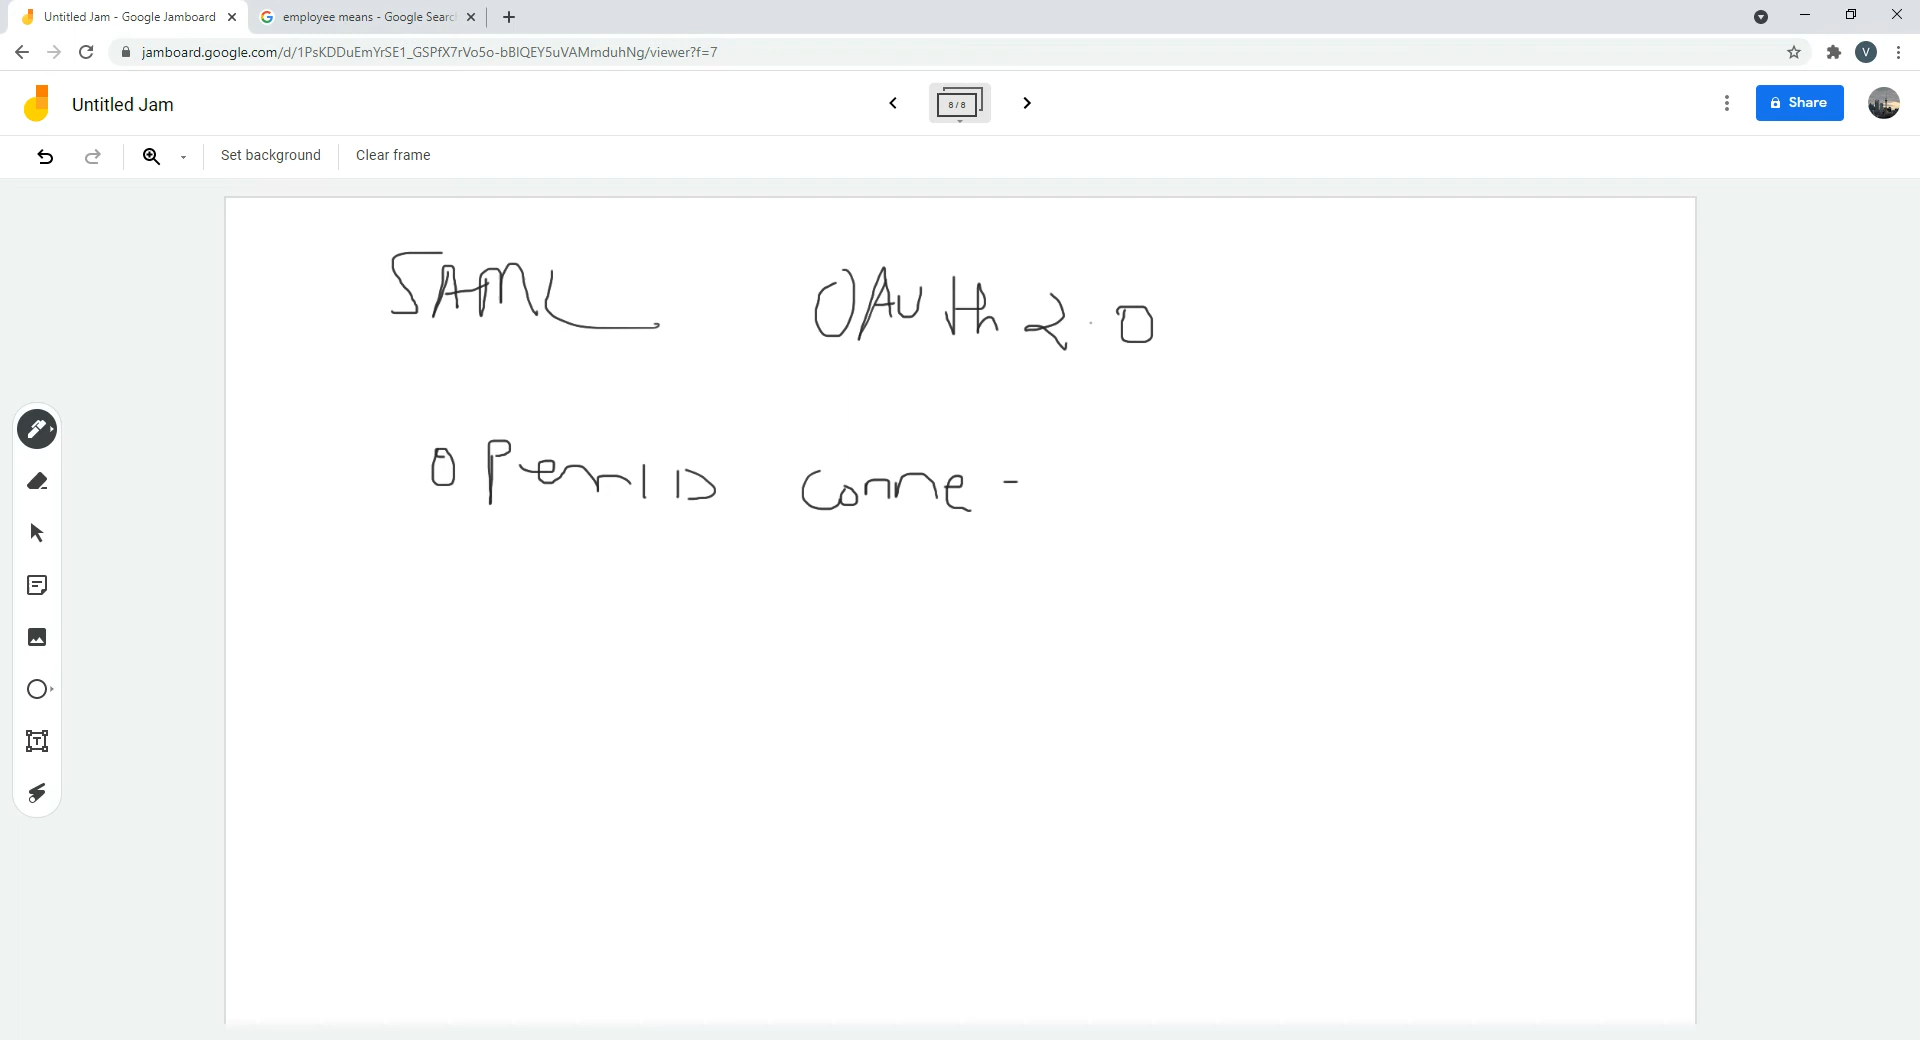 Untitled Jam - Google Jamboard
employee means - Google Searc
jamboard.google.com/d/1PsKDDuEmYrSE1_GSPfX7rVo5o-bBIQEY5uVAMmduhNg/viewer?f=7
V
Untitled Jam
8 / 8
Share
Set background
Clear frame
SAML OAuth 2.0
OPenID Conne -